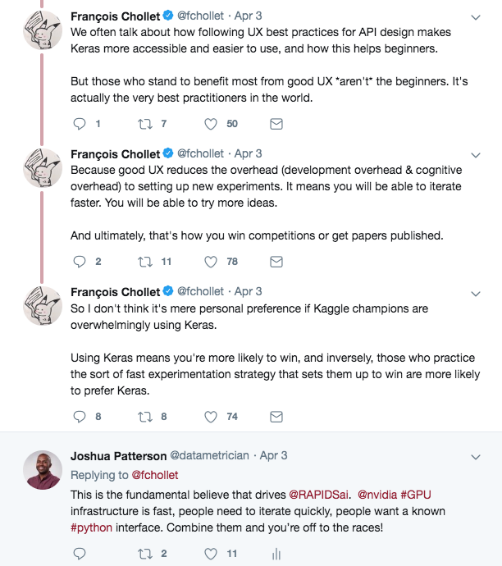 François Chollet @fchollet · Apr 3
We often talk about how following UX best practices for API design makes
Keras more accessible and easier to use, and how this helps beginners.
But those who stand to benefit most from good UX *aren't* the beginners. It's
actually the very best practitioners in the world.
1 7 50
François Chollet @fchollet · Apr 3
Because good UX reduces the overhead (development overhead & cognitive
overhead) to setting up new experiments. It means you will be able to iterate
faster. You will be able to try more ideas.
And ultimately, that's how you win competitions or get papers published.
2 11 78
François Chollet @fchollet · Apr 3
So I don't think it's mere personal preference if Kaggle champions are
overwhelmingly using Keras.
Using Keras means you're more likely to win, and inversely, those who practice
the sort of fast experimentation strategy that sets them up to win are more likely
to prefer Keras.
8 8 74
Joshua Patterson @datametrician · Apr 3
Replying to @fchollet
This is the fundamental believe that drives @RAPIDSai. @nvidia #GPU
infrastructure is fast, people need to iterate quickly, people want a known
#python interface. Combine them and you're off to the races!
2 11